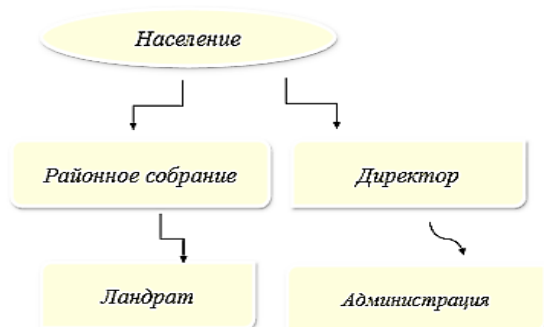 Население
Районное собрание
Директор
Ландрат
Администрация